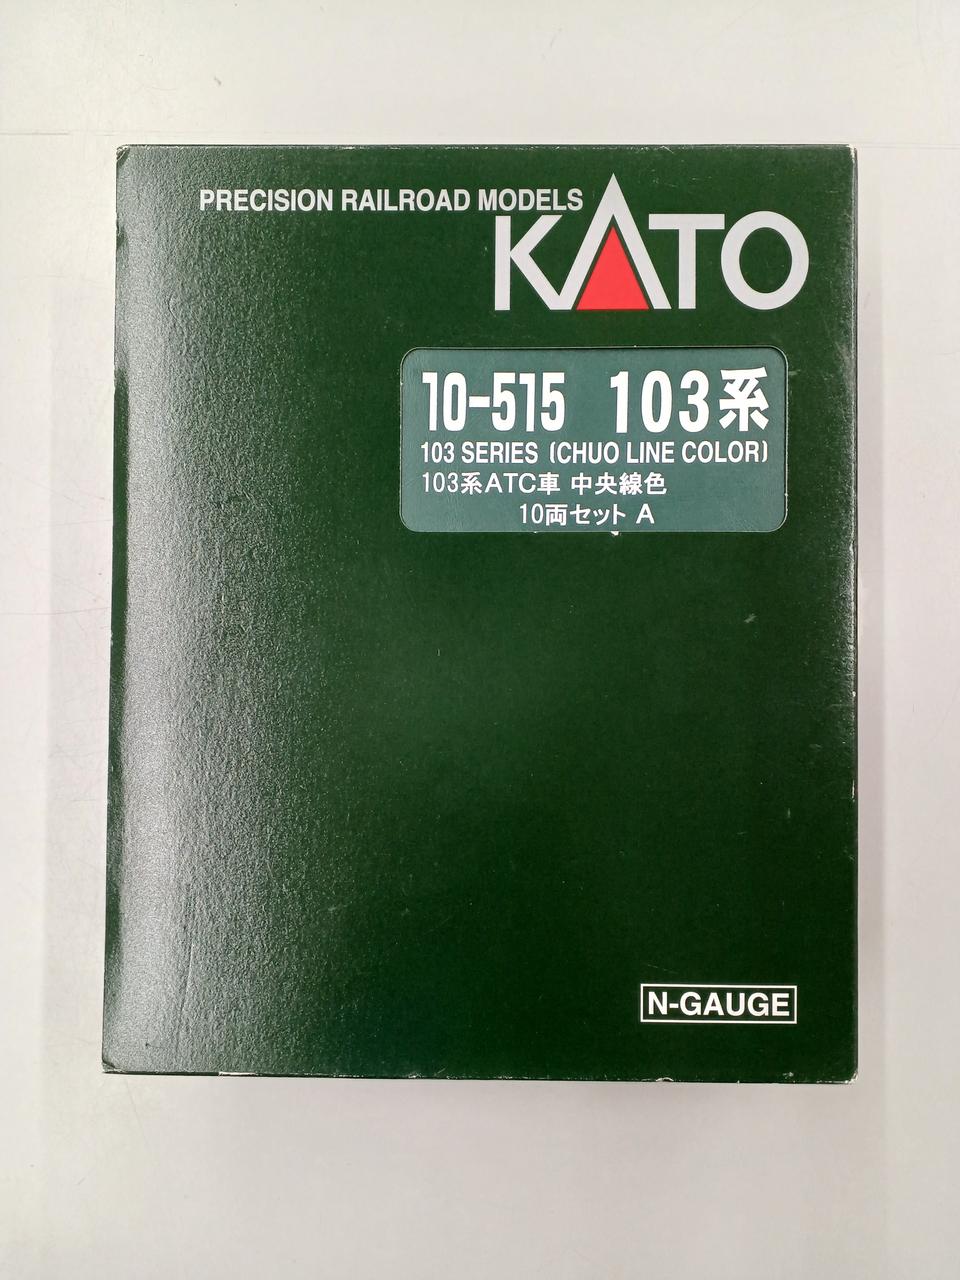 PRECISION RAILROAD MODELS
KATO
10-515 103系
103 SERIES (CHUO LINE COLOR)
103系ATC車 中央線色
10両セット A
N-GAUGE